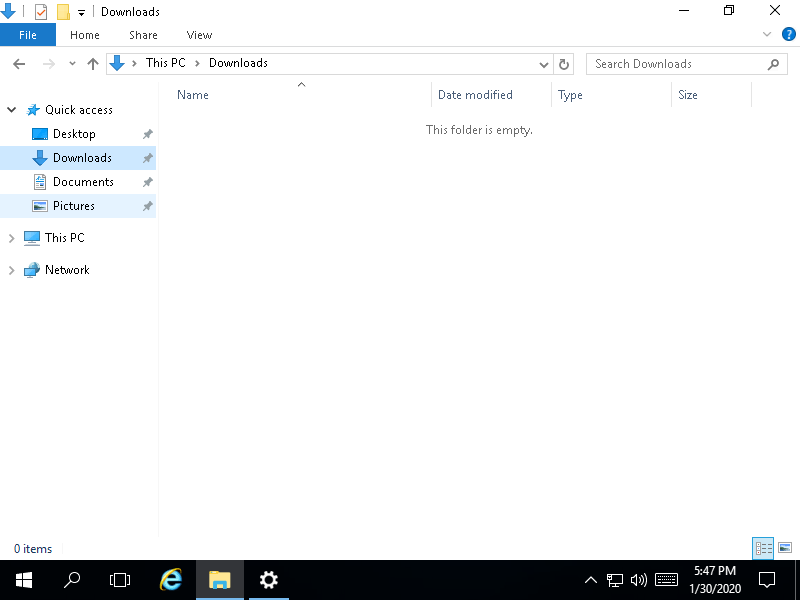 Downloads
File Home Share View
This PC Downloads Search Downloads
Name Date modified Type Size
This folder is empty.
Quick access
Desktop
Downloads
Documents
Pictures
This PC
Network
0 items
5:47 PM
1/30/2020